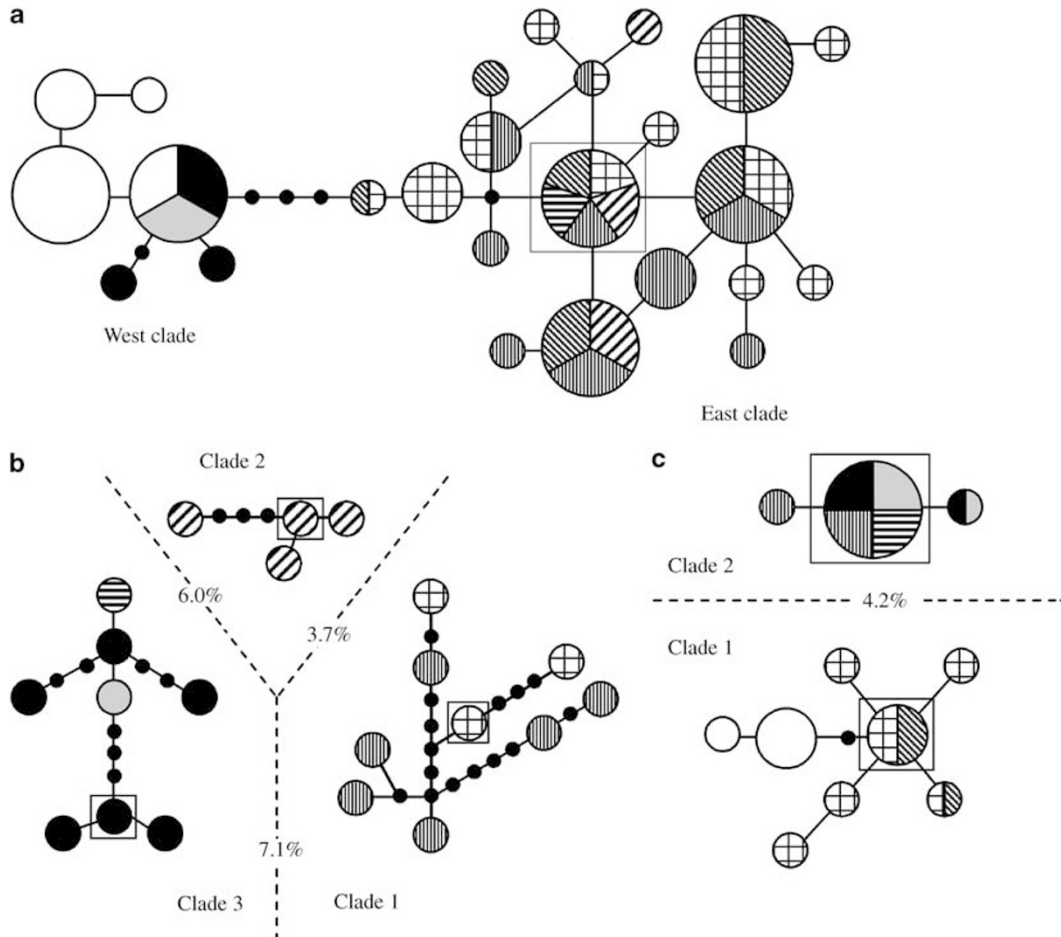 a
West clade
East clade
b
Clade 2
6.0%
3.7%
7.1%
Clade 3
Clade 1
c
Clade 2
4.2%
Clade 1